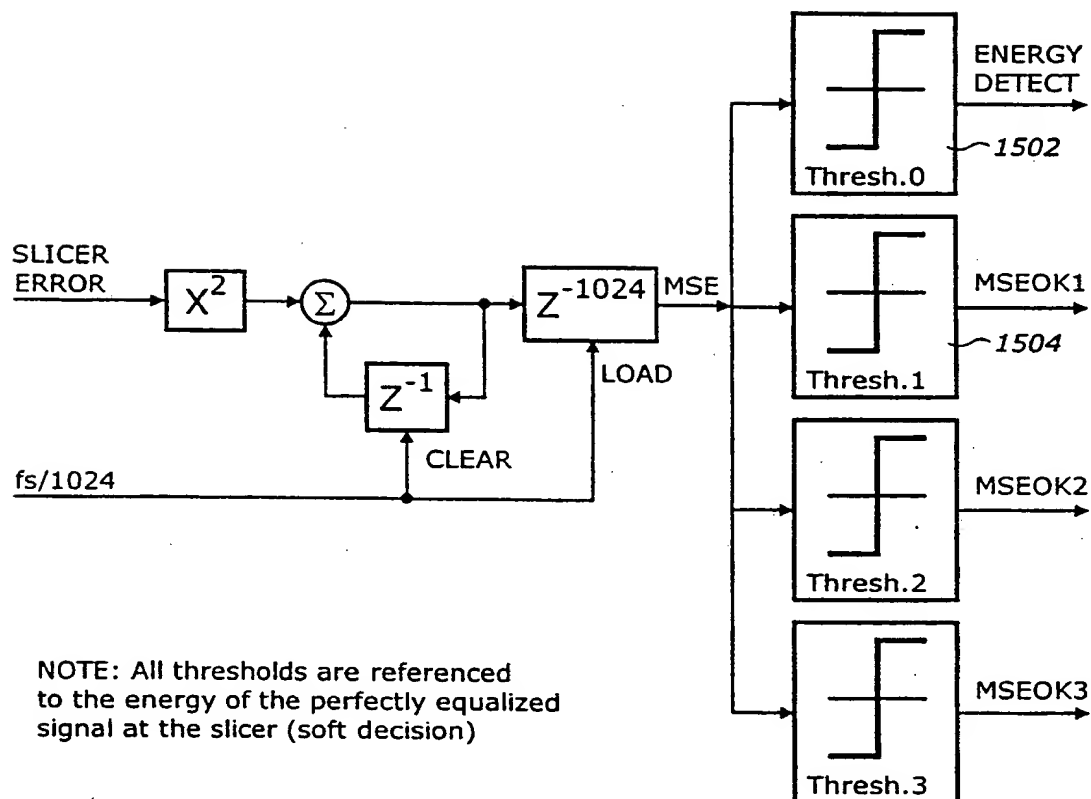 SLICER
ERROR
X²
Σ
Z⁻¹
CLEAR
fs/1024
Z⁻¹⁰²⁴
LOAD
MSE
Thresh.0
ENERGY
DETECT
1502
Thresh.1
MSEOK1
1504
Thresh.2
MSEOK2
Thresh.3
MSEOK3
NOTE: All thresholds are referenced
to the energy of the perfectly equalized
signal at the slicer (soft decision)